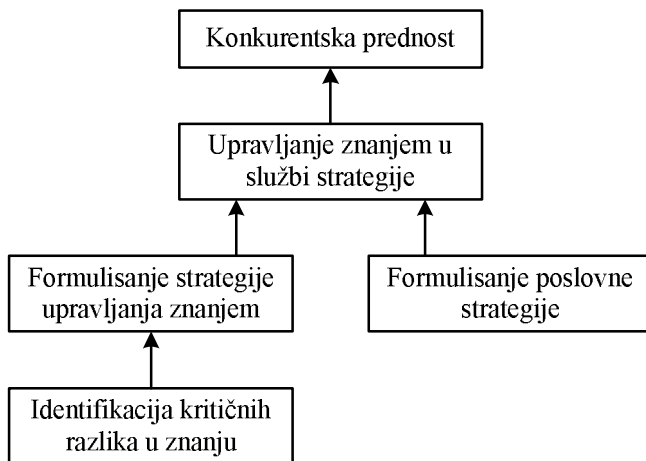 Konkurentska prednost
Upravljanje znanjem u
službi strategije
Formulisanje strategije
upravljanja znanjem
Formulisanje poslovne
strategije
Identifikacija kritičnih
razlika u znanju